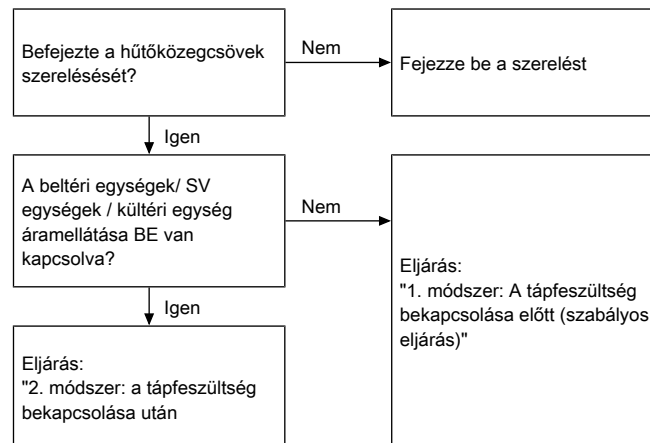 Befejezte a hűtőközegcsövek
szerelésését?
Nem
Fejezze be a szerelést
Igen
A beltéri egységek/ SV
egységek / kültéri egység
áramellátása BE van
kapcsolva?
Nem
Eljárás:
"1. módszer: A tápfeszültség
bekapcsolása előtt (szabályos
eljárás)"
Igen
Eljárás:
"2. módszer: a tápfeszültség
bekapcsolása után